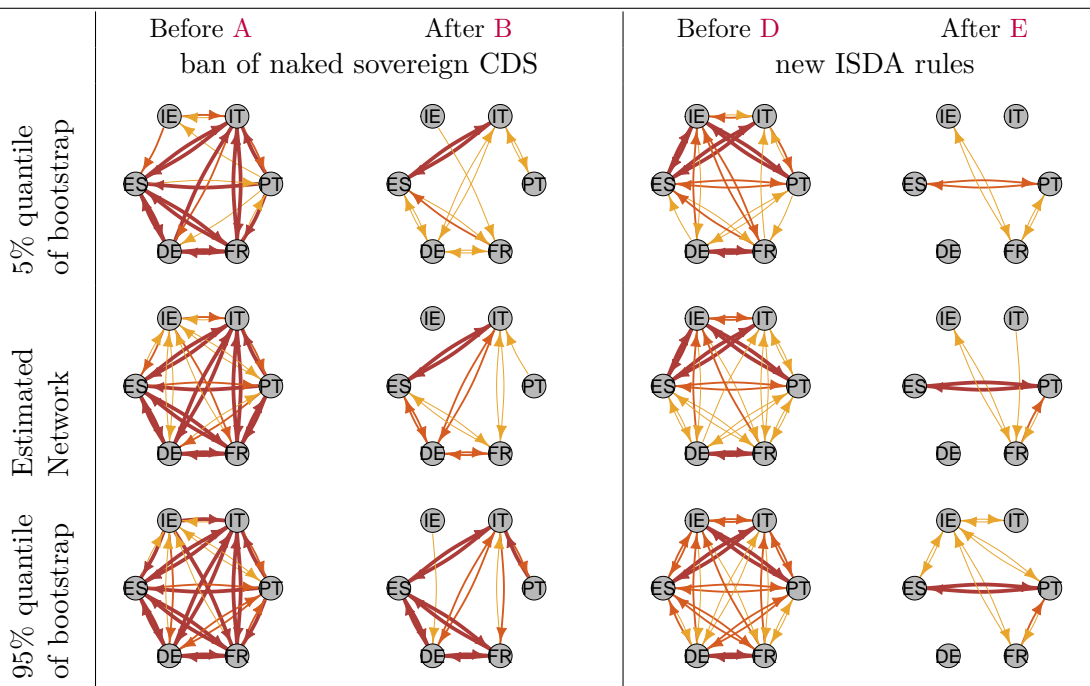 Before A After B Before D After E
ban of naked sovereign CDS new ISDA rules
5% quantile
of bootstrap
IE IT IE IT IE IT IE IT
ES PT ES PT ES PT ES PT
DE FR DE FR DE FR DE FR
Estimated
Network
IE IT IE IT IE IT IE IT
ES PT ES PT ES PT ES PT
DE FR DE FR DE FR DE FR
95% quantile
of bootstrap
IE IT IE IT IE IT IE IT
ES PT ES PT ES PT ES PT
DE FR DE FR DE FR DE FR